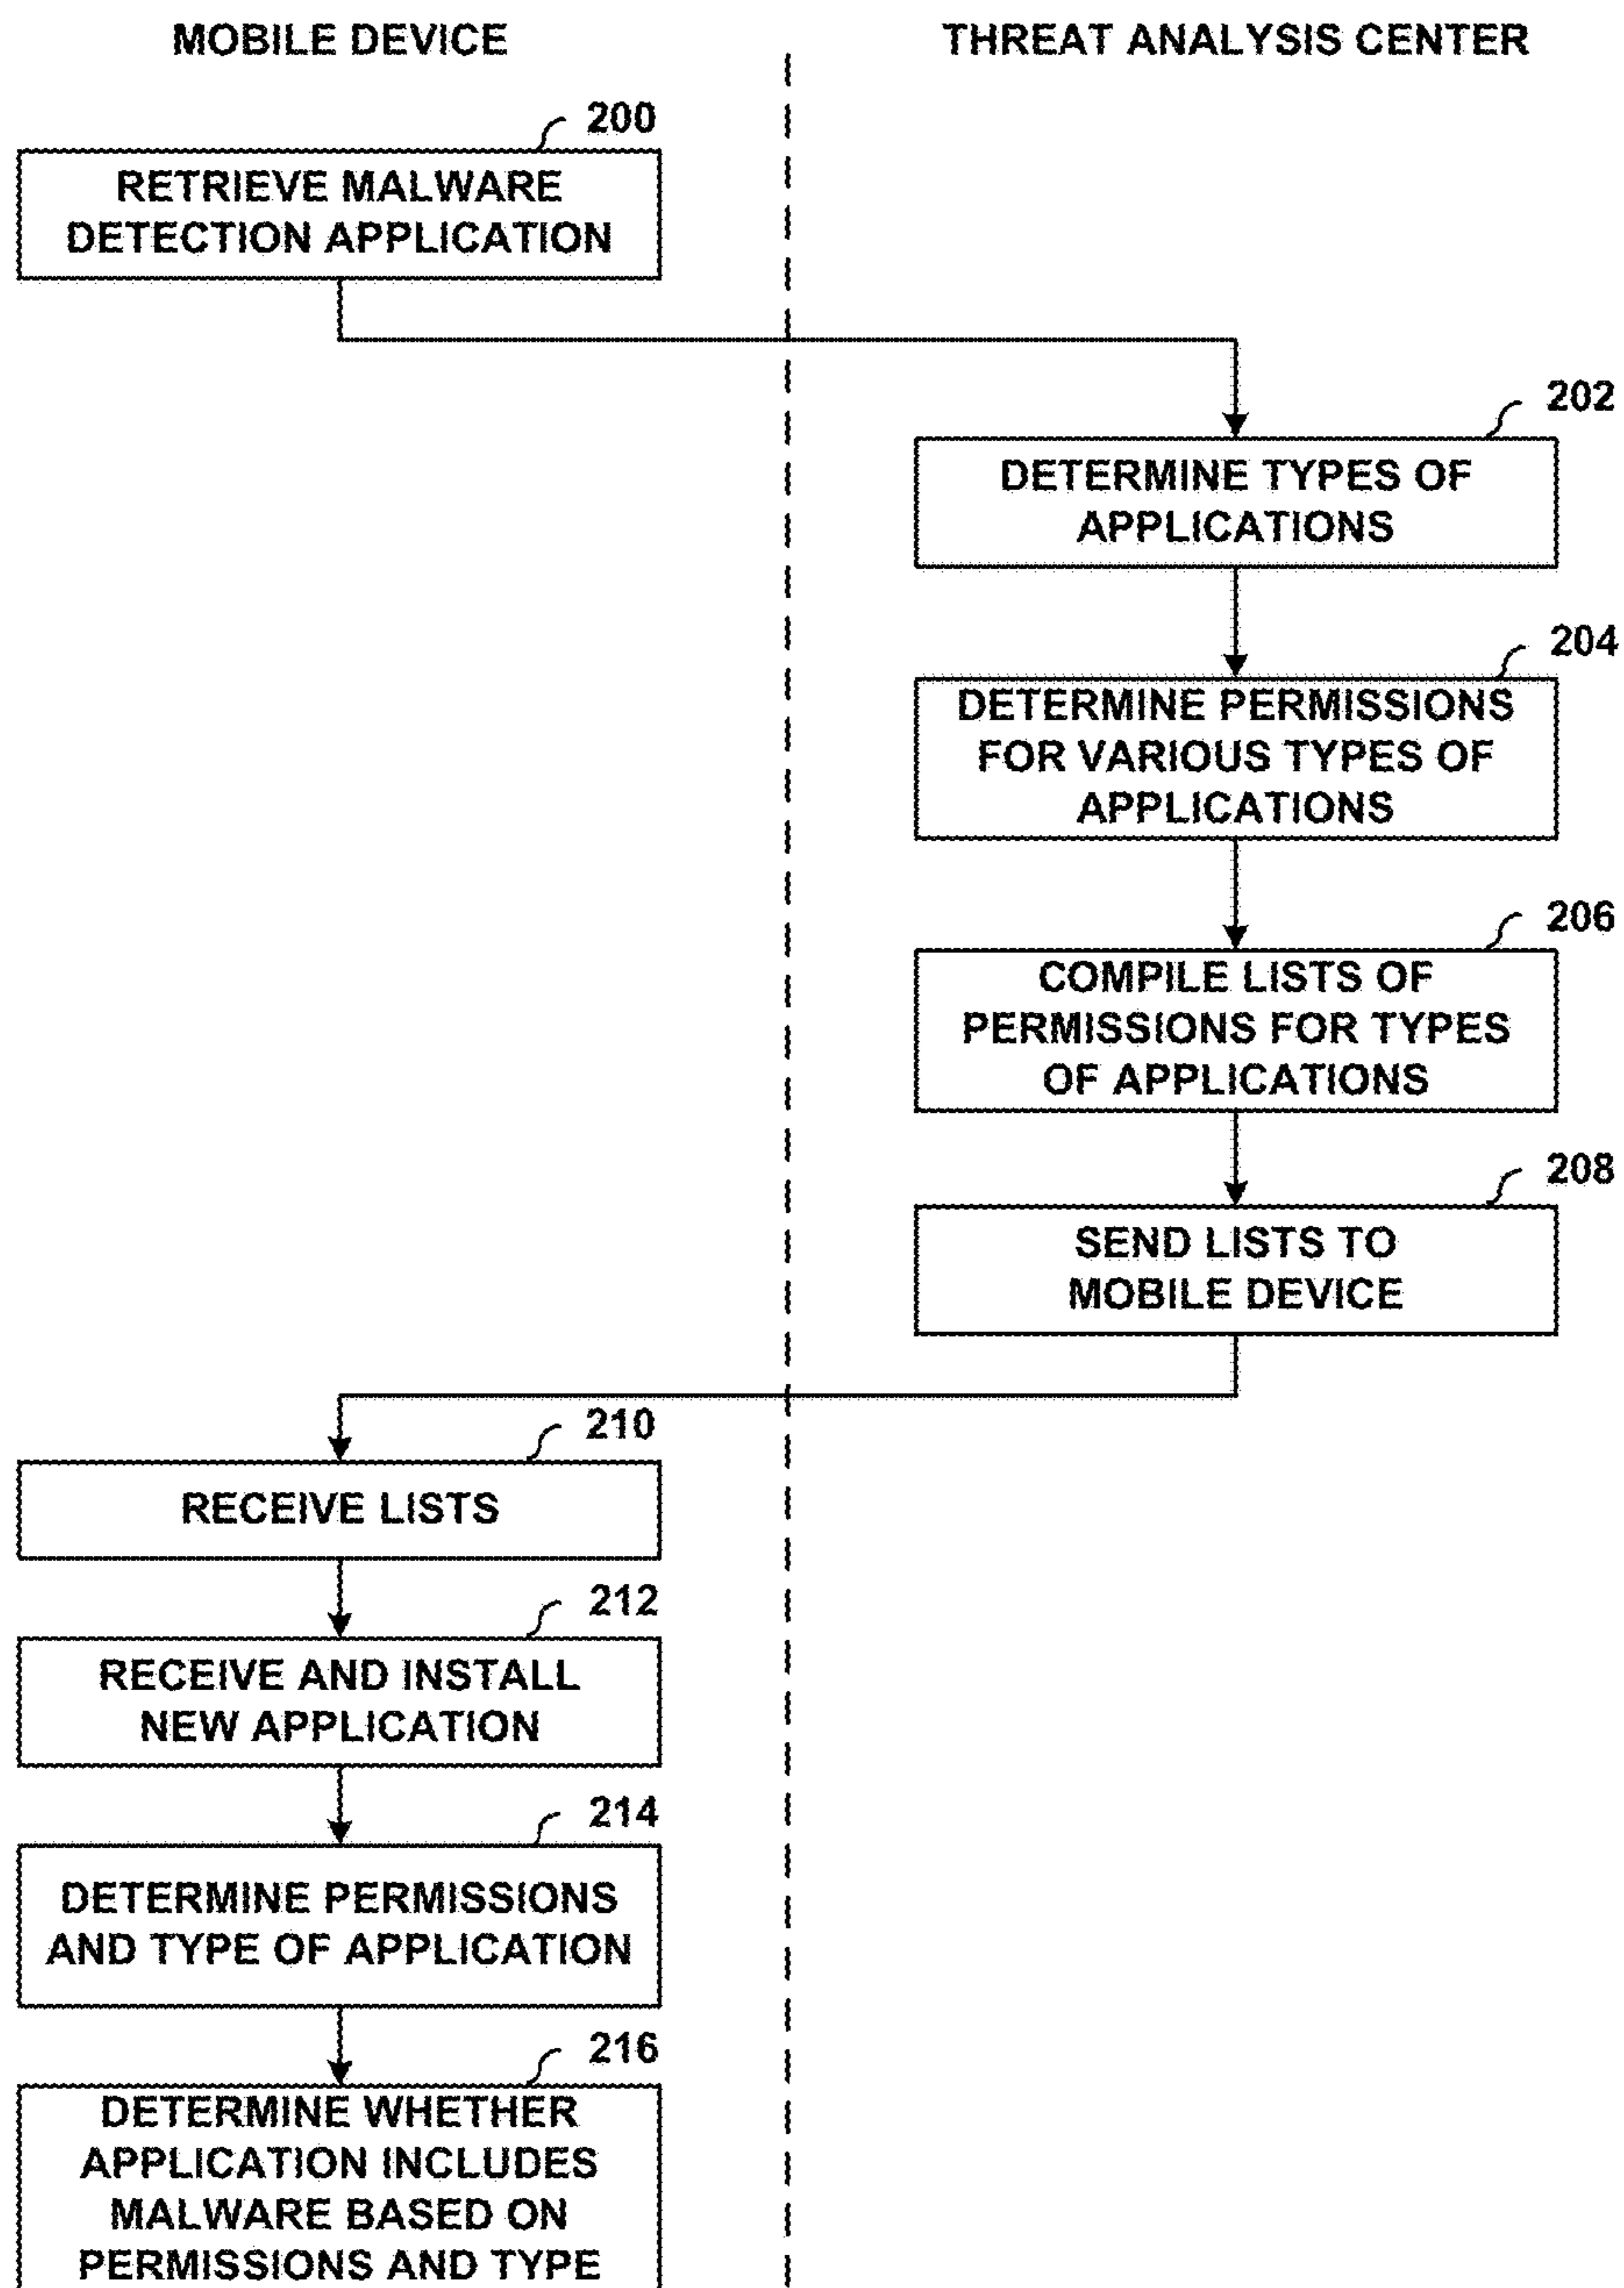 MOBILE DEVICE
THREAT ANALYSIS CENTER
200
RETRIEVE MALWARE
DETECTION APPLICATION
202
DETERMINE TYPES OF
APPLICATIONS
204
DETERMINE PERMISSIONS
FOR VARIOUS TYPES OF
APPLICATIONS
206
COMPILE LISTS OF
PERMISSIONS FOR TYPES
OF APPLICATIONS
208
SEND LISTS TO
MOBILE DEVICE
210
RECEIVE LISTS
212
RECEIVE AND INSTALL
NEW APPLICATION
214
DETERMINE PERMISSIONS
AND TYPE OF APPLICATION
216
DETERMINE WHETHER
APPLICATION INCLUDES
MALWARE BASED ON
PERMISSIONS AND TYPE